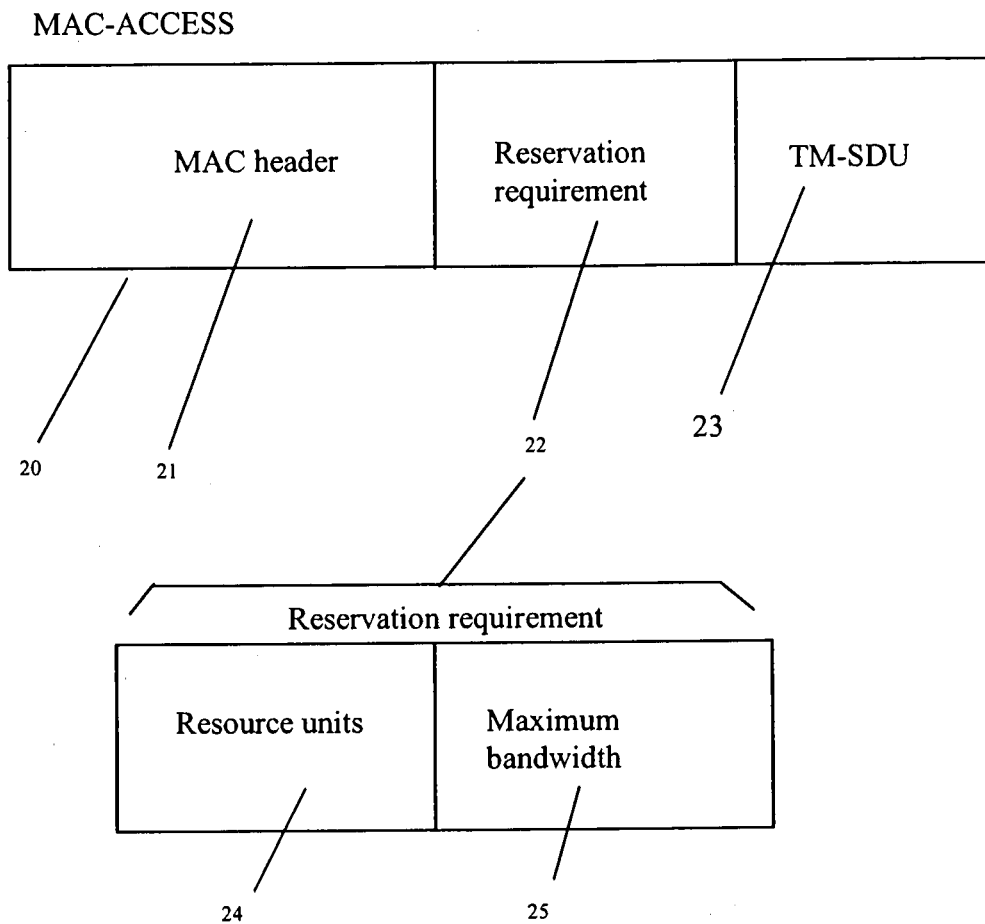 MAC-ACCESS
MAC header
Reservation
requirement
TM-SDU
20
21
22
23
Reservation requirement
Resource units
Maximum
bandwidth
24
25